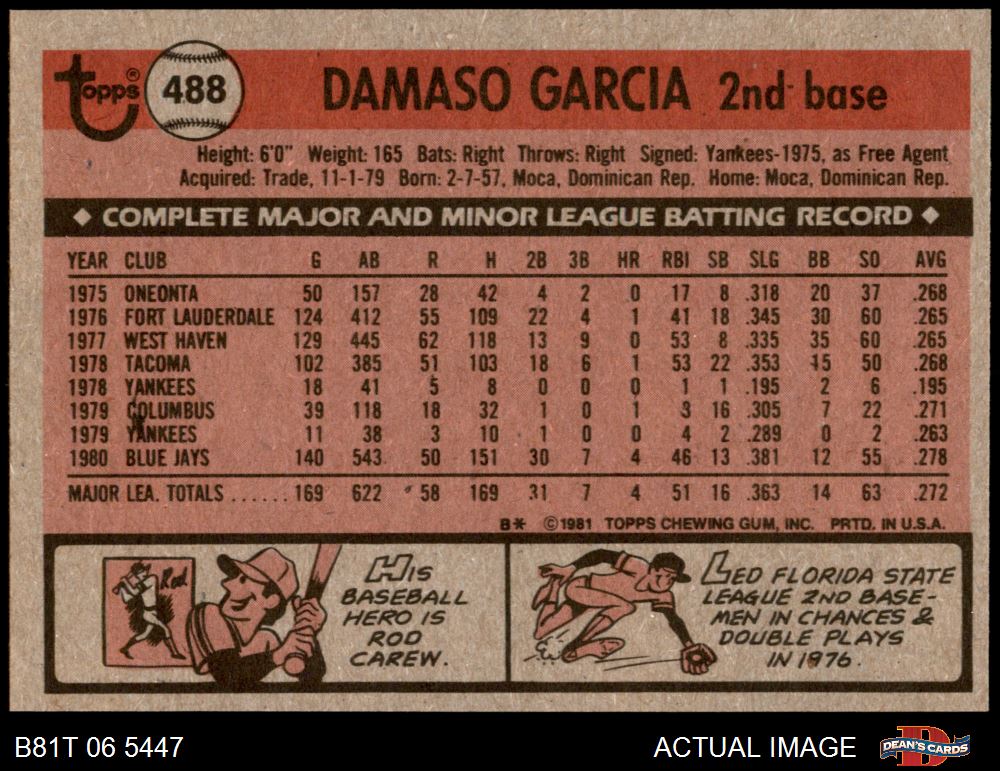 Topps®
488
DAMASO GARCIA 2nd base
Height: 6'0" Weight: 165 Bats: Right Throws: Right Signed: Yankees-1975, as Free Agent
Acquired: Trade, 11-1-79 Born: 2-7-57, Moca, Dominican Rep. Home: Moca, Dominican Rep.
◆ COMPLETE MAJOR AND MINOR LEAGUE BATTING RECORD ◆
YEAR CLUB G AB R H 2B 3B HR RBI SB SLG BB SO AVG
1975 ONEONTA 50 157 28 42 4 2 0 17 8 .318 20 37 .268
1976 FORT LAUDERDALE 124 412 55 109 22 4 1 41 18 .345 30 60 .265
1977 WEST HAVEN 129 445 62 118 13 9 0 53 8 .335 35 60 .265
1978 TACOMA 102 385 51 103 18 6 1 53 22 .353 15 50 .268
1978 YANKEES 18 41 5 8 0 0 0 1 1 .195 2 6 .195
1979 COLUMBUS 39 118 18 32 1 0 1 3 16 .305 7 22 .271
1979 YANKEES 11 38 3 10 1 0 0 4 2 .289 0 2 .263
1980 BLUE JAYS 140 543 50 151 30 7 4 46 13 .381 12 55 .278
MAJOR LEA. TOTALS ...... 169 622 58 169 31 7 4 51 16 .363 14 63 .272
B* ©1981 TOPPS CHEWING GUM, INC. PRTD. IN U.S.A.
Rod
HIS
BASEBALL
HERO IS
ROD
CAREW.
LED FLORIDA STATE
LEAGUE 2ND BASE-
MEN IN CHANCES &
DOUBLE PLAYS
IN 1976.
B81T 06 5447
ACTUAL IMAGE
DEAN'S CARDS